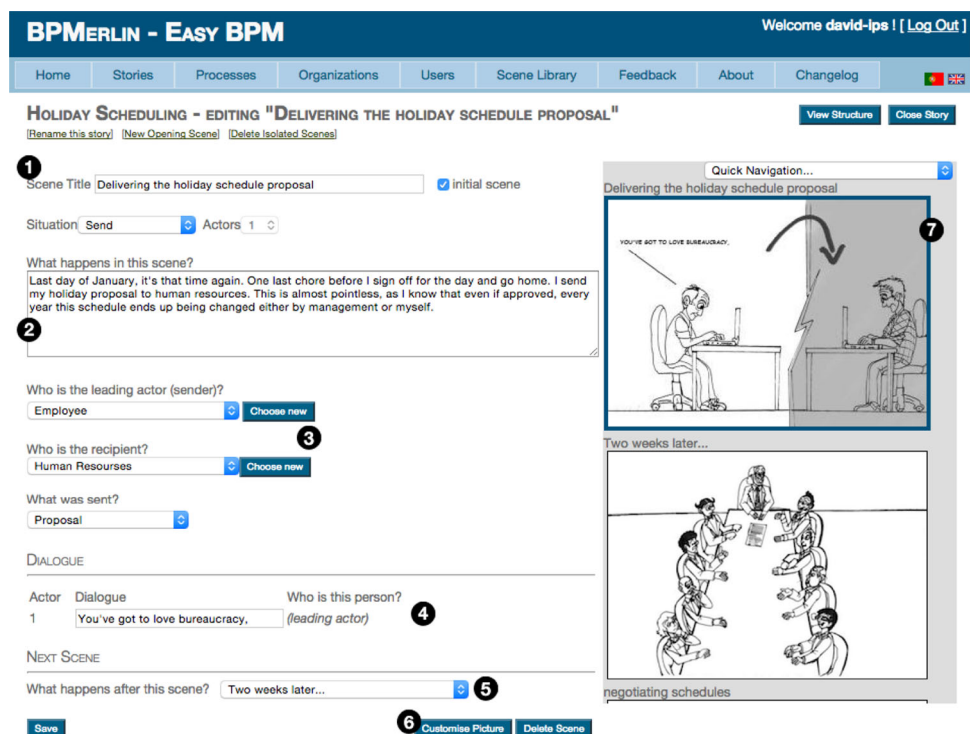 BPMERLIN - EASY BPM
Welcome david-ips ! [ Log Out ]
Home Stories Processes Organizations Users Scene Library Feedback About Changelog
HOLIDAY SCHEDULING - EDITING "DELIVERING THE HOLIDAY SCHEDULE PROPOSAL"
View Structure Close Story
[Rename this story] [New Opening Scene] [Delete Isolated Scenes]
1
Scene Title Delivering the holiday schedule proposal initial scene
Situation Send Actors 1
What happens in this scene?
Last day of January, it's that time again. One last chore before I sign off for the day and go home. I send
my holiday proposal to human resources. This is almost pointless, as I know that even if approved, every
year this schedule ends up being changed either by management or myself.
2
Who is the leading actor (sender)?
Employee Choose new
3
Who is the recipient?
Human Resourses Choose new
What was sent?
Proposal
DIALOGUE
Actor Dialogue Who is this person?
1 You've got to love bureaucracy, (leading actor)
4
NEXT SCENE
What happens after this scene? Two weeks later...
5
Save
6
Customise Picture Delete Scene
Quick Navigation...
Delivering the holiday schedule proposal
7
YOU'VE GOT TO LOVE BUREAUCRACY,
Two weeks later...
negotiating schedules